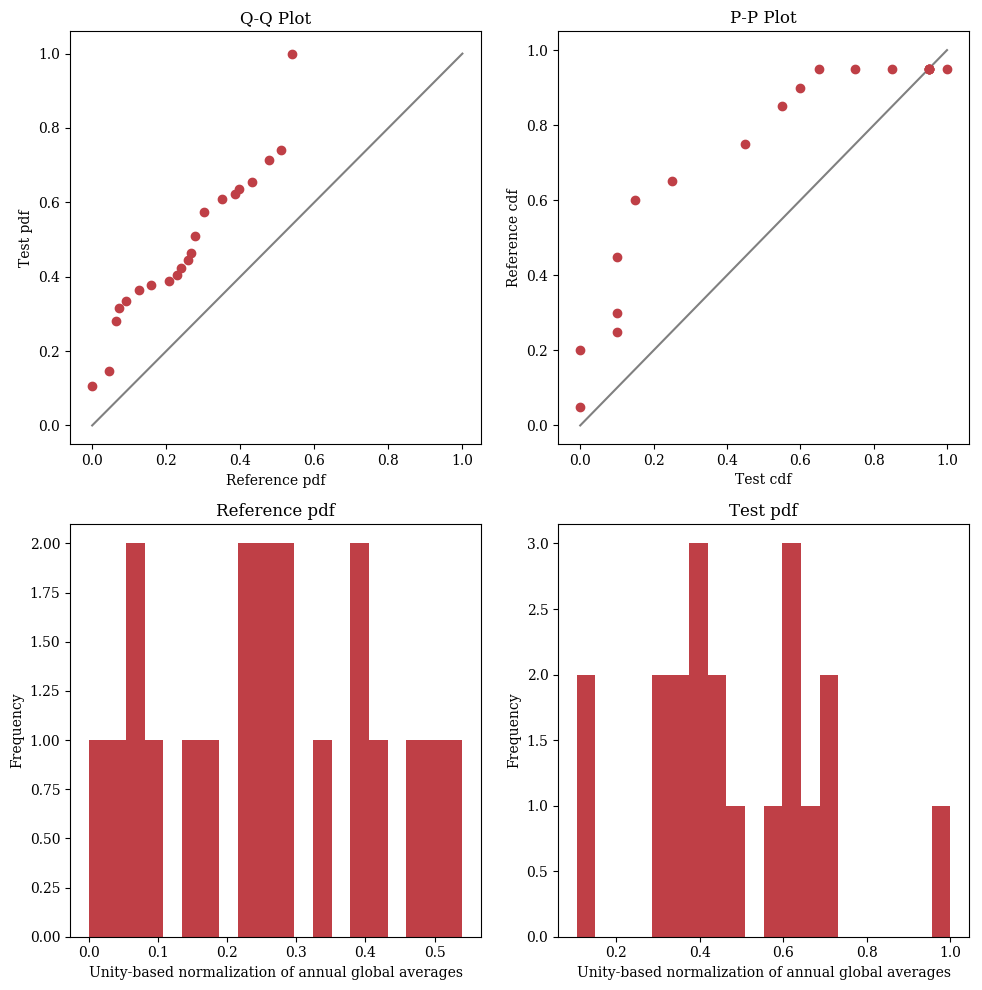 Q-Q Plot
1.0
0.8
0.6
0.4
0.2
0.0
Test pdf
0.0 0.2 0.4 0.6 0.8 1.0
Reference pdf
P-P Plot
1.0
0.8
0.6
0.4
0.2
0.0
Reference cdf
0.0 0.2 0.4 0.6 0.8 1.0
Test cdf
Reference pdf
2.00
1.75
1.50
1.25
1.00
0.75
0.50
0.25
0.00
Frequency
0.0 0.1 0.2 0.3 0.4 0.5
Unity-based normalization of annual global averages
Test pdf
3.0
2.5
2.0
1.5
1.0
0.5
0.0
Frequency
0.2 0.4 0.6 0.8 1.0
Unity-based normalization of annual global averages